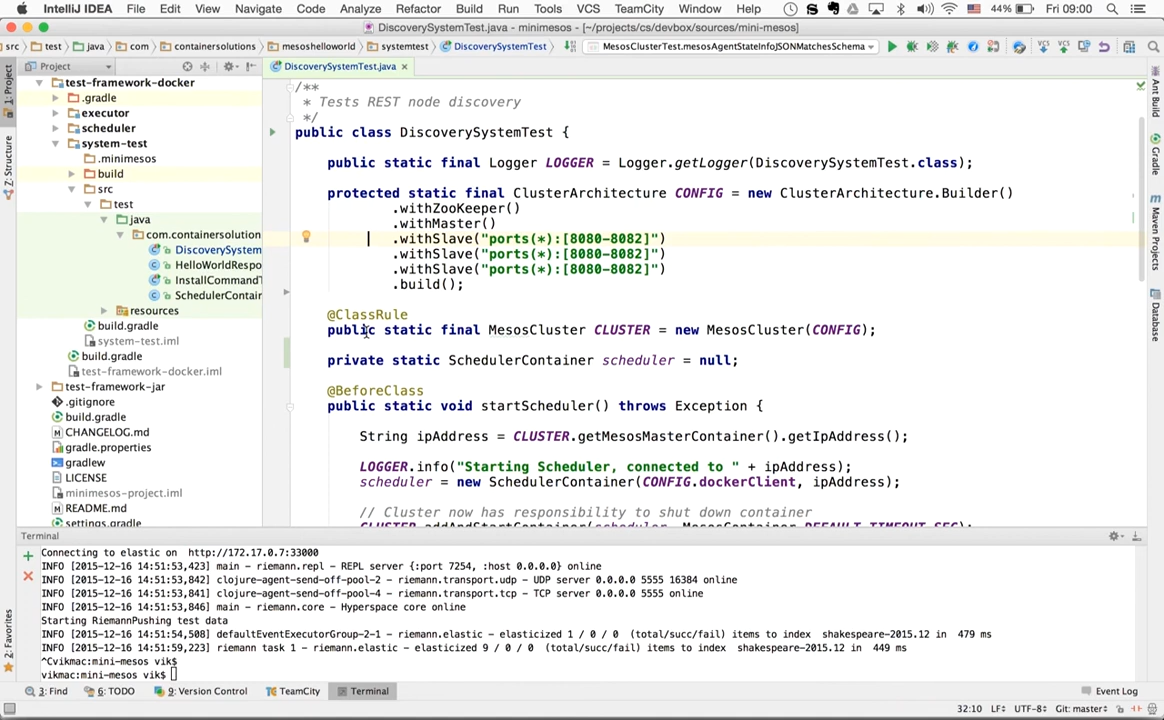 IntelliJ IDEA File Edit View Navigate Code Analyze Refactor Build Run Tools VCS TeamCity Window Help 44% Fri 09:00
DiscoverySystemTest.java - minimesos - [~/projects/cs/devbox/sources/mini-mesos]
src test java com containersolutions mesoshelloworld systemtest DiscoverySystemTest MesosClusterTest.mesosAgentStateInfoJSONMatchesSchema
Project DiscoverySystemTest.java
1: Project
Z: Structure
2: Favorites
Ant Build
Gradle
Maven Projects
Database
test-framework-docker
.gradle
executor
scheduler
system-test
.minimesos
build
src
test
java
com.containersolution
DiscoverySystem
HelloWorldRespo
InstallCommandT
SchedulerContai
resources
build.gradle
system-test.iml
build.gradle
test-framework-docker.iml
test-framework-jar
.gitignore
build.gradle
CHANGELOG.md
gradle.properties
gradlew
LICENSE
minimesos-project.iml
README.md
settings.gradle
/**
* Tests REST node discovery
*/
public class DiscoverySystemTest {
public static final Logger LOGGER = Logger.getLogger(DiscoverySystemTest.class);
protected static final ClusterArchitecture CONFIG = new ClusterArchitecture.Builder()
.withZooKeeper()
.withMaster()
.withSlave("ports(*):[8080-8082]")
.withSlave("ports(*):[8080-8082]")
.withSlave("ports(*):[8080-8082]")
.build();
@ClassRule
public static final MesosCluster CLUSTER = new MesosCluster(CONFIG);
private static SchedulerContainer scheduler = null;
@BeforeClass
public static void startScheduler() throws Exception {
String ipAddress = CLUSTER.getMesosMasterContainer().getIpAddress();
LOGGER.info("Starting Scheduler, connected to " + ipAddress);
scheduler = new SchedulerContainer(CONFIG.dockerClient, ipAddress);
// Cluster now has responsibility to shut down container
CLUSTER.addAndStartContainer(scheduler, MesosContainer.DEFAULT_TIMEOUT_SEC);
Terminal
Connecting to elastic on http://172.17.0.7:33000
INFO [2015-12-16 14:51:53,423] main - riemann.repl - REPL server {:port 7254, :host 0.0.0.0} online
INFO [2015-12-16 14:51:53,842] clojure-agent-send-off-pool-2 - riemann.transport.udp - UDP server 0.0.0.0 5555 16384 online
INFO [2015-12-16 14:51:53,841] clojure-agent-send-off-pool-4 - riemann.transport.tcp - TCP server 0.0.0.0 5555 online
INFO [2015-12-16 14:51:53,846] main - riemann.core - Hyperspace core online
Starting RiemannPushing test data
INFO [2015-12-16 14:51:54,508] defaultEventExecutorGroup-2-1 - riemann.elastic - elasticized 1 / 0 / 0 (total/succ/fail) items to index shakespeare-2015.12 in 479 ms
INFO [2015-12-16 14:51:59,223] riemann task 1 - riemann.elastic - elasticized 9 / 0 / 0 (total/succ/fail) items to index shakespeare-2015.12 in 449 ms
^Cvikmac:mini-mesos vik$
vikmac:mini-mesos vik$
3: Find 6: TODO 9: Version Control TeamCity Terminal Event Log
32:10 LF÷ UTF-8÷ Git: master÷